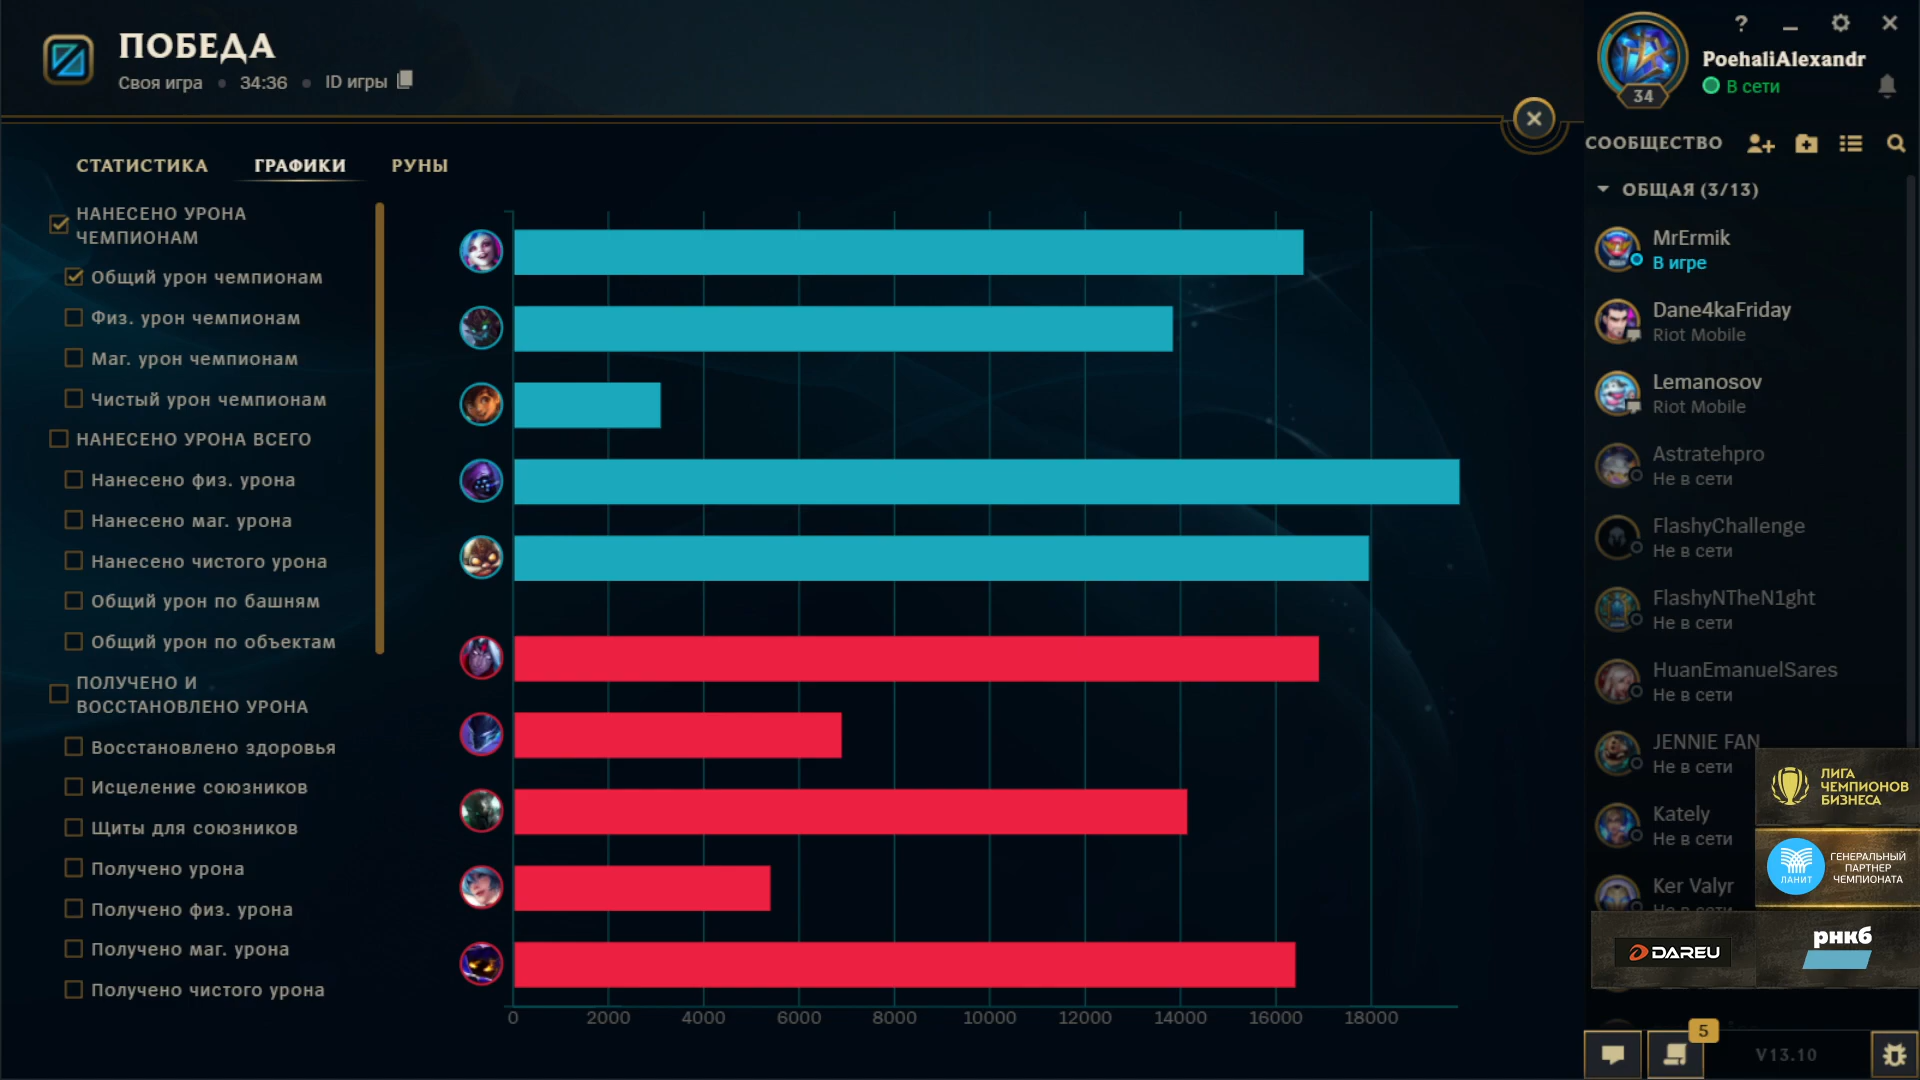 ПОБЕДА
Своя игра • 34:36 • ID игры
СТАТИСТИКА ГРАФИКИ РУНЫ
НАНЕСЕНО УРОНА
ЧЕМПИОНАМ
Общий урон чемпионам
Физ. урон чемпионам
Маг. урон чемпионам
Чистый урон чемпионам
НАНЕСЕНО УРОНА ВСЕГО
Нанесено физ. урона
Нанесено маг. урона
Нанесено чистого урона
Общий урон по башням
Общий урон по объектам
ПОЛУЧЕНО И
ВОССТАНОВЛЕНО УРОНА
Восстановлено здоровья
Исцеление союзников
Щиты для союзников
Получено урона
Получено физ. урона
Получено маг. урона
Получено чистого урона
0 2000 4000 6000 8000 10000 12000 14000 16000 18000
?
PoehaliAlexandr
В сети
34
СООБЩЕСТВО
ОБЩАЯ (3/13)
MrErmik
В игре
Dane4kaFriday
Riot Mobile
Lemanosov
Riot Mobile
Astratehpro
Не в сети
FlashyChallenge
Не в сети
FlashyNTheN1ght
Не в сети
HuanEmanuelSares
Не в сети
JENNIE FAN
Не в сети
Kately
Не в сети
Ker Valyr
Не в сети
ЛИГА
ЧЕМПИОНОВ
БИЗНЕСА
ЛАНИТ
ГЕНЕРАЛЬНЫЙ
ПАРТНЕР
ЧЕМПИОНАТА
DAREU
рнкб
5
V13.10